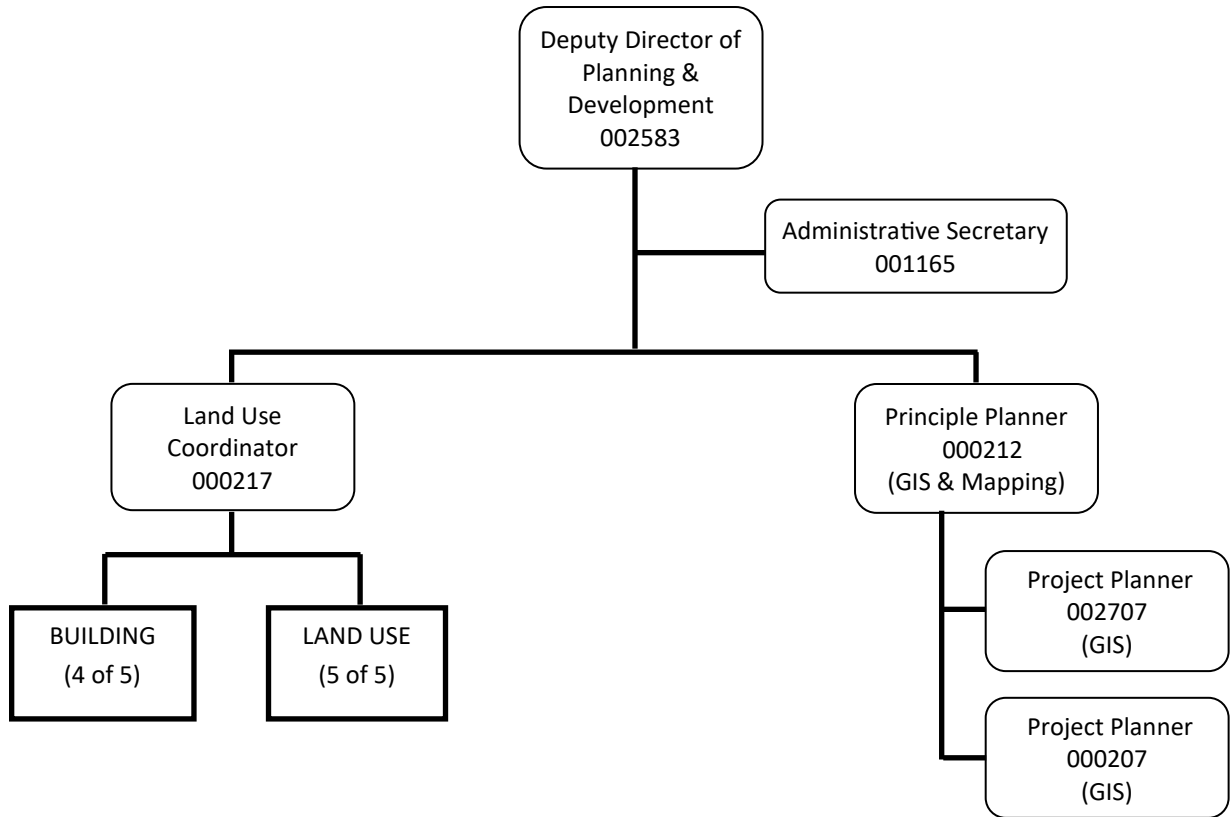 Deputy Director of
Planning &
Development
002583
Administrative Secretary
001165
Land Use
Coordinator
000217
Principle Planner
000212
(GIS & Mapping)
BUILDING
(4 of 5)
LAND USE
(5 of 5)
Project Planner
002707
(GIS)
Project Planner
000207
(GIS)